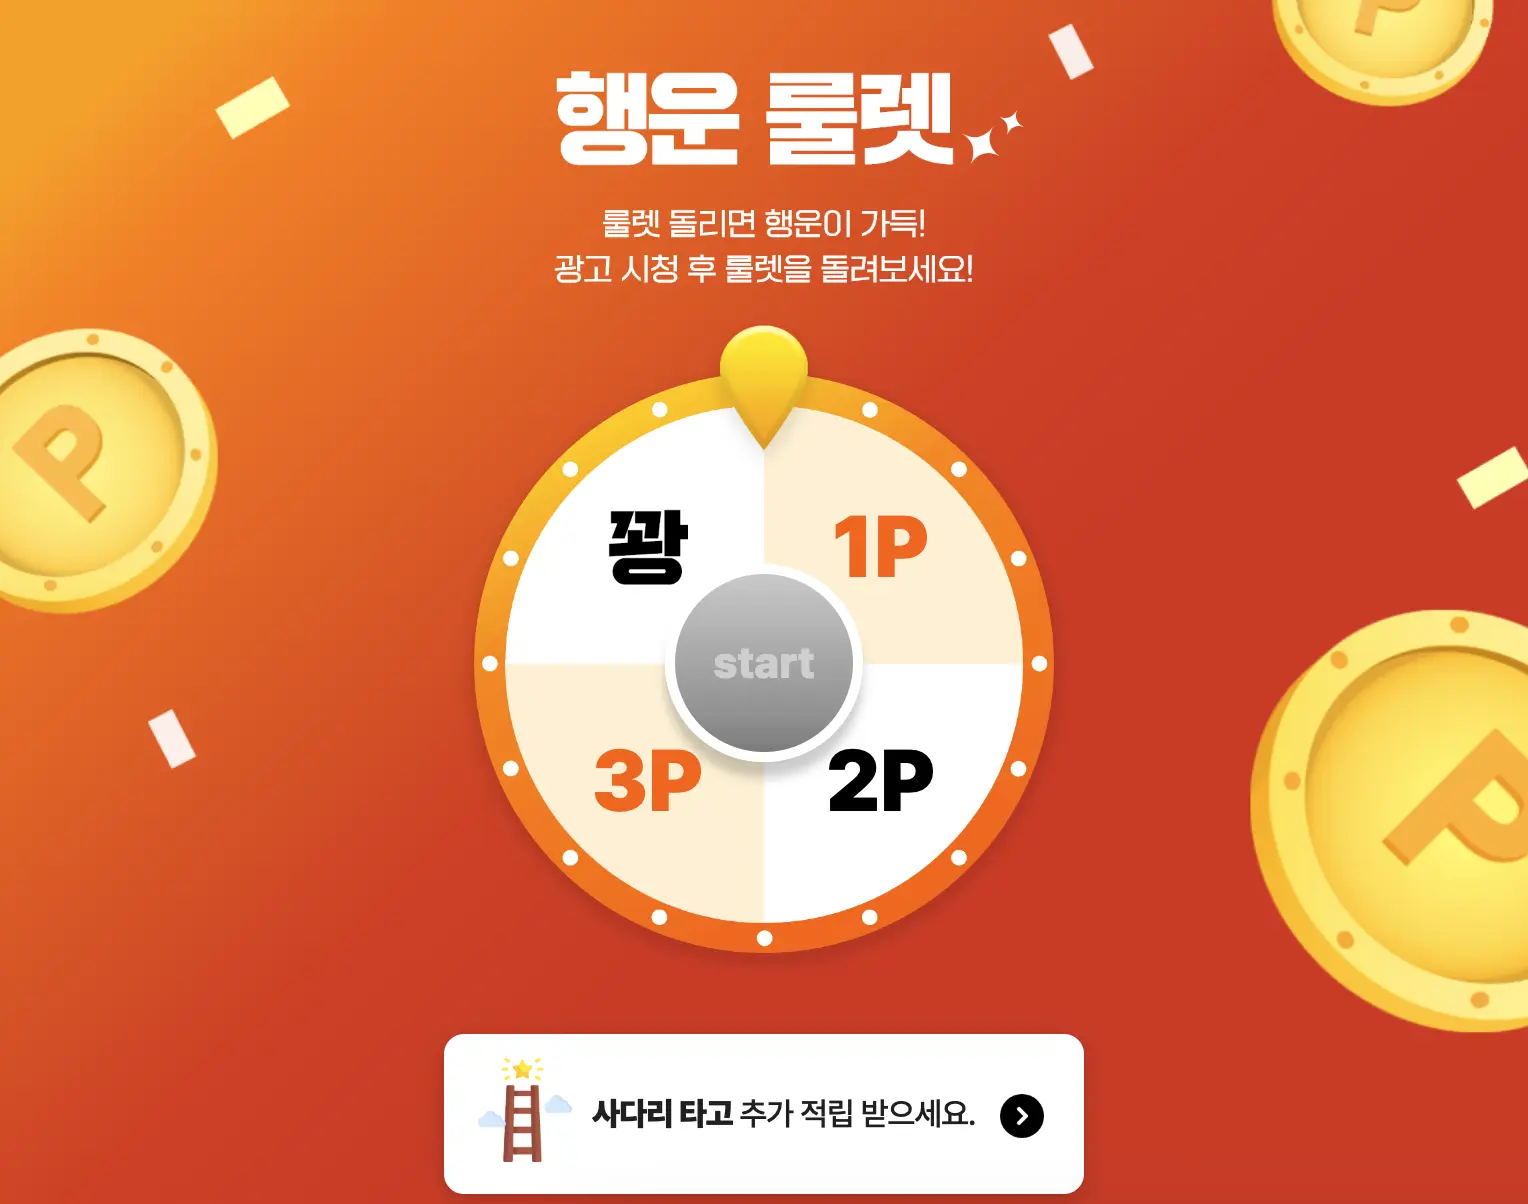 행운 룰렛
룰렛 돌리면 행운이 가득!
광고 시청 후 룰렛을 돌려보세요!
꽝
1P
start
3P
2P
사다리 타고 추가 적립 받으세요.
P
P
P